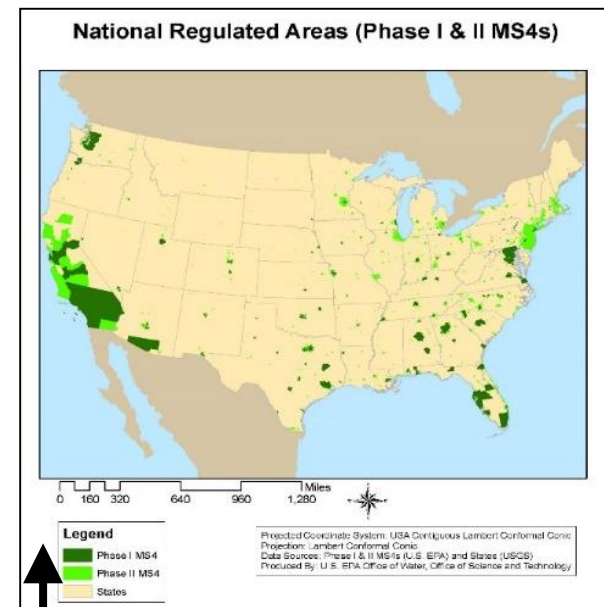 National Regulated Areas (Phase I & II MS4s)
Miles
0 160 320 640 960 1,280
Legend
Phase I MS4
Phase II MS4
States
Projected Coordinate System: USA Contiguous Lambert Conformal Conic
Projection: Lambert Conformal Conic
Data Sources: Phase I & II MS4s (U.S. EPA) and States (USGS)
Produced By: U.S. EPA Office of Water, Office of Science and Technology